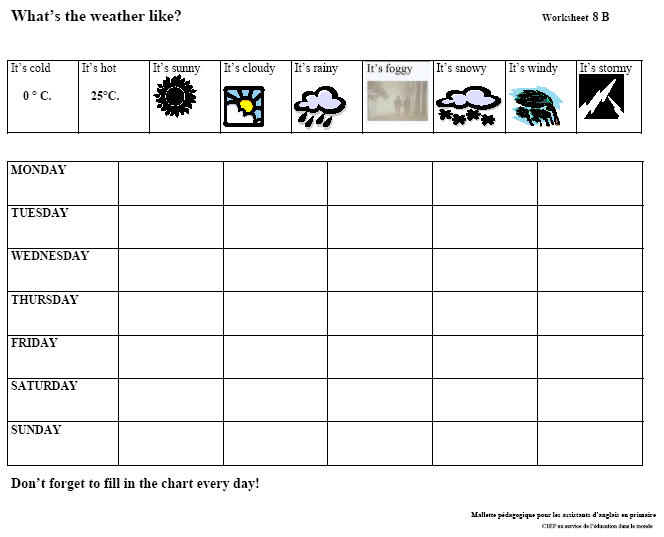 What's the weather like?
Worksheet 8 B
It's cold
It's hot
It's sunny
It's cloudy
It's rainy
It's foggy
It's snowy
It's windy
It's stormy
0 ° C.
25°C.
MONDAY
TUESDAY
WEDNESDAY
THURSDAY
FRIDAY
SATURDAY
SUNDAY
Don't forget to fill in the chart every day!
Mallette pédagogique pour les assistants d'anglais en primaire
CIEP au service de l'éducation dans le monde